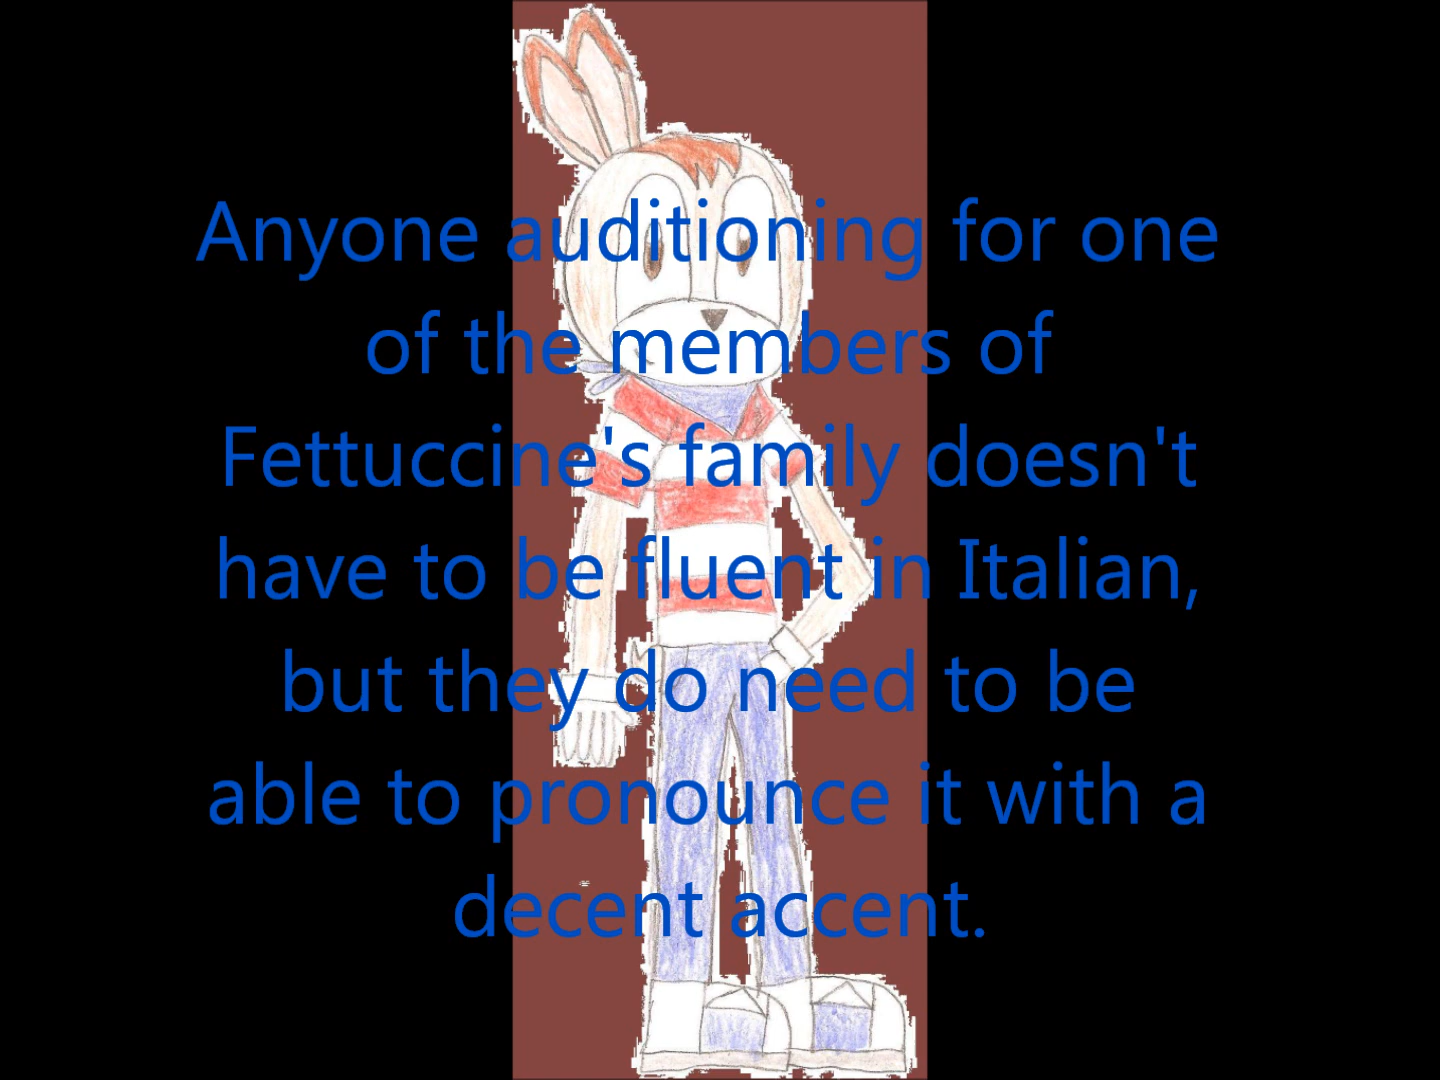 Anyone auditioning for one
of the members of
Fettuccine's family doesn't
have to be fluent in Italian,
but they do need to be
able to pronounce it with a
decent accent.